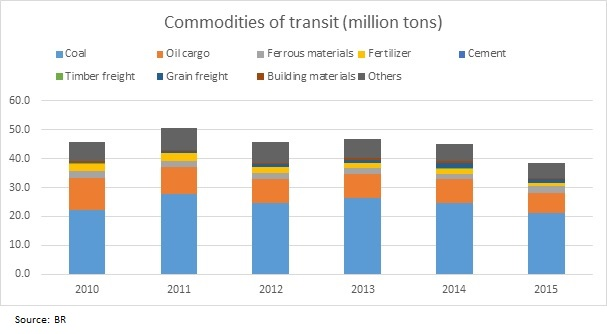 Commodities of transit (million tons)
Coal Oil cargo Ferrous materials Fertilizer Cement
Timber freight Grain freight Building materials Others
60.0
50.0
40.0
30.0
20.0
10.0
0.0
2010 2011 2012 2013 2014 2015
Source: BR